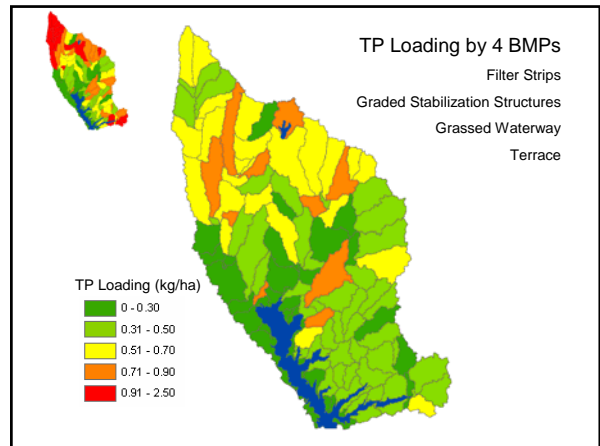 TP Loading by 4 BMPs
Filter Strips
Graded Stabilization Structures
Grassed Waterway
Terrace
TP Loading (kg/ha)
0 - 0.30
0.31 - 0.50
0.51 - 0.70
0.71 - 0.90
0.91 - 2.50